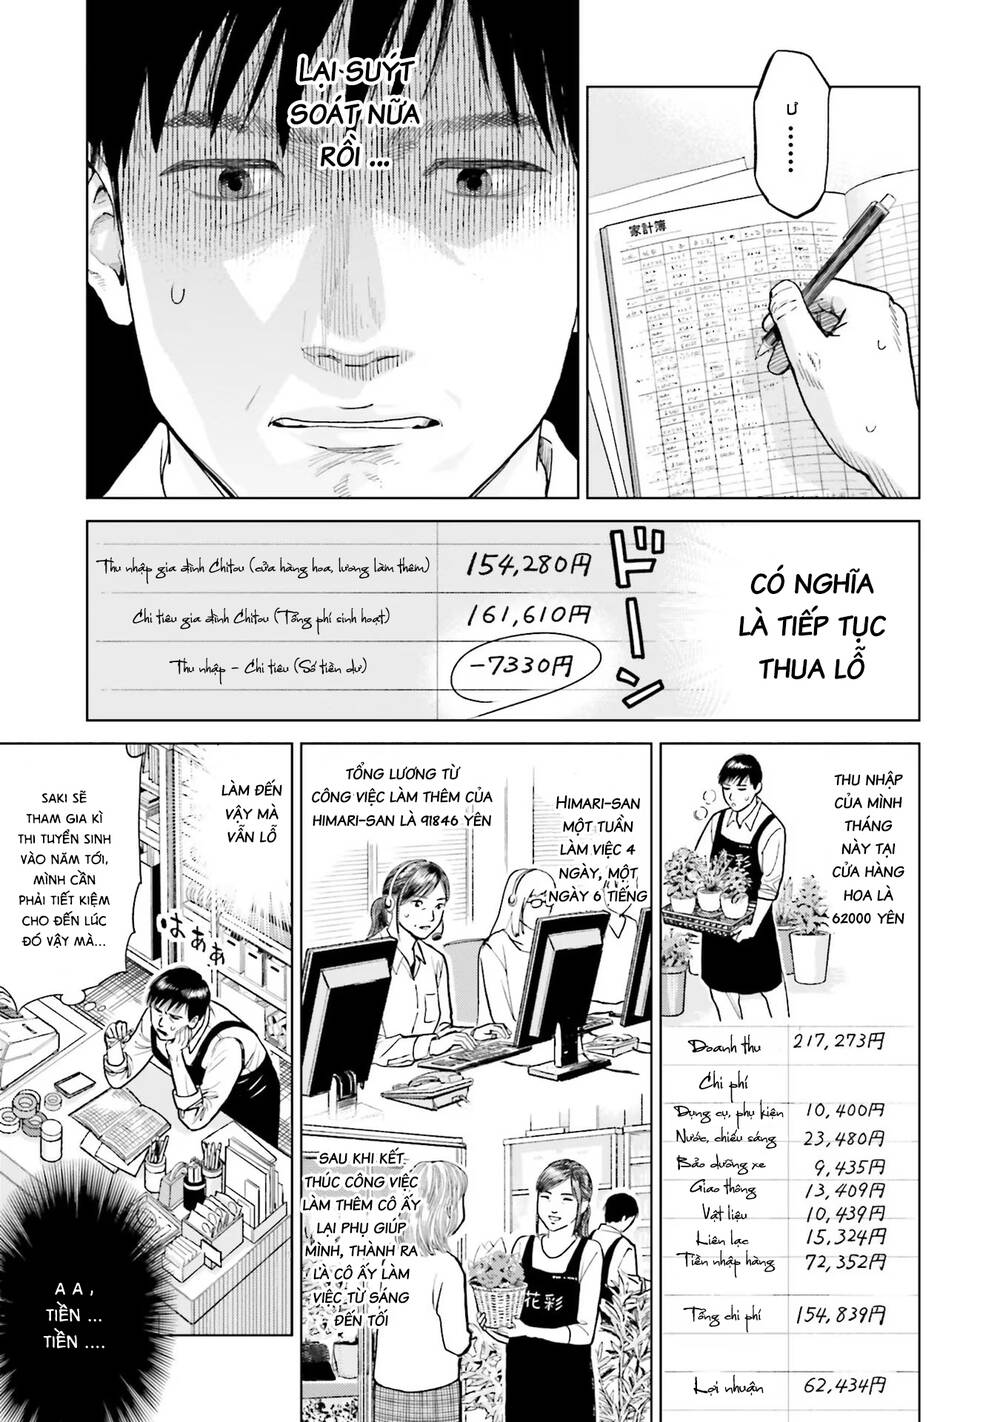 Ư
........
家計簿
LẠI SUÝT
SOÁT NỮA
RỒI ...
CÓ NGHĨA
LÀ TIẾP TỤC
THUA LỖ
ドーン
Thu nhập gia đình Chitou (cửa hàng hoa, lương làm thêm) 154,280円
Chi tiêu gia đình Chitou (Tổng phí sinh hoạt) 161,610円
Thu nhập - Chi tiêu (Số tiền dư) -7330円
THU NHẬP
CỦA MÌNH
THÁNG
NÀY TẠI
CỬA HÀNG
HOA LÀ
62000 YÊN
Doanh thu 217,273円
Chi phí
Dụng cụ, phụ kiện 10,400円
Nước, chiếu sáng 23,480円
Bảo dưỡng xe 9,435円
Giao thông 13,409円
Vật liệu 10,439円
Liên lạc 15,324円
Tiền nhập hàng 72,352円
Tổng chi phí 154,839円
Lợi nhuận 62,434円
HIMARI-SAN
MỘT TUẦN
LÀM VIỆC 4
NGÀY, MỘT
NGÀY 6 TIẾNG
TỔNG LƯƠNG TỪ
CÔNG VIỆC LÀM THÊM CỦA
HIMARI-SAN LÀ 91846 YÊN
SAU KHI KẾT
THÚC CÔNG VIỆC
LÀM THÊM CÔ ẤY
LẠI PHỤ GIÚP
MÌNH, THÀNH RA
LÀ CÔ ẤY LÀM
VIỆC TỪ SÁNG
ĐẾN TỐI
花彩
LÀM ĐẾN
VẬY MÀ
VẪN LỖ
SAKI SẼ
THAM GIA KÌ
THI TUYỂN SINH
VÀO NĂM TỚI,
MÌNH CẦN
PHẢI TIẾT KIỆM
CHO ĐẾN LÚC
ĐÓ VẬY MÀ...
はぁぁぁ
A A ,
TIỀN ...
TIỀN ....